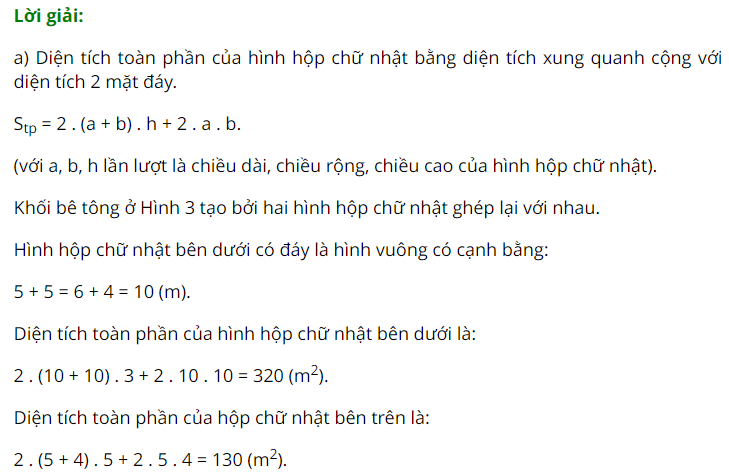 Lời giải:
a) Diện tích toàn phần của hình hộp chữ nhật bằng diện tích xung quanh cộng với
diện tích 2 mặt đáy.
Stp = 2 . (a + b) . h + 2 . a . b.
(với a, b, h lần lượt là chiều dài, chiều rộng, chiều cao của hình hộp chữ nhật).
Khối bê tông ở Hình 3 tạo bởi hai hình hộp chữ nhật ghép lại với nhau.
Hình hộp chữ nhật bên dưới có đáy là hình vuông có cạnh bằng:
5 + 5 = 6 + 4 = 10 (m).
Diện tích toàn phần của hình hộp chữ nhật bên dưới là:
2 . (10 + 10) . 3 + 2 . 10 . 10 = 320 (m²).
Diện tích toàn phần của hộp chữ nhật bên trên là:
2 . (5 + 4) . 5 + 2 . 5 . 4 = 130 (m²).